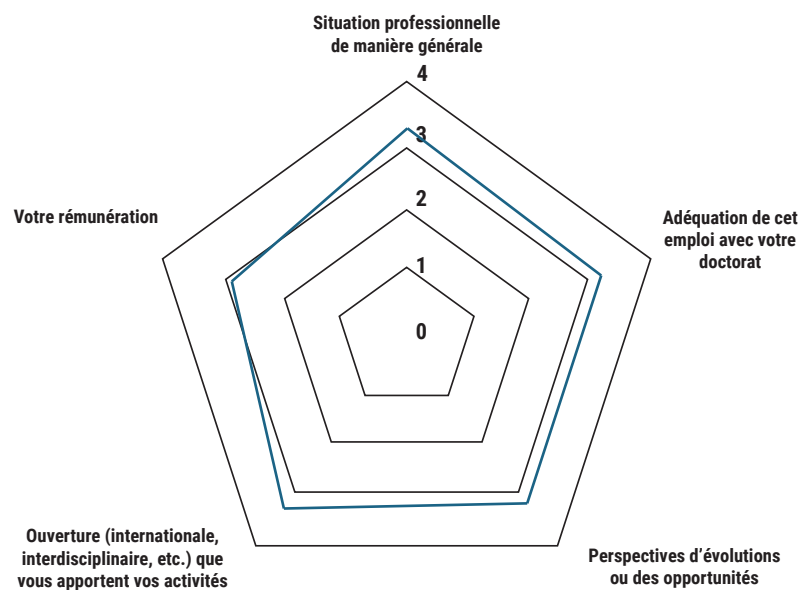 Situation professionnelle
de manière générale
4
3
2
1
0
Votre rémunération
Adéquation de cet
emploi avec votre
doctorat
Ouverture (internationale,
interdisciplinaire, etc.) que
vous apportent vos activités
Perspectives d’évolutions
ou des opportunités